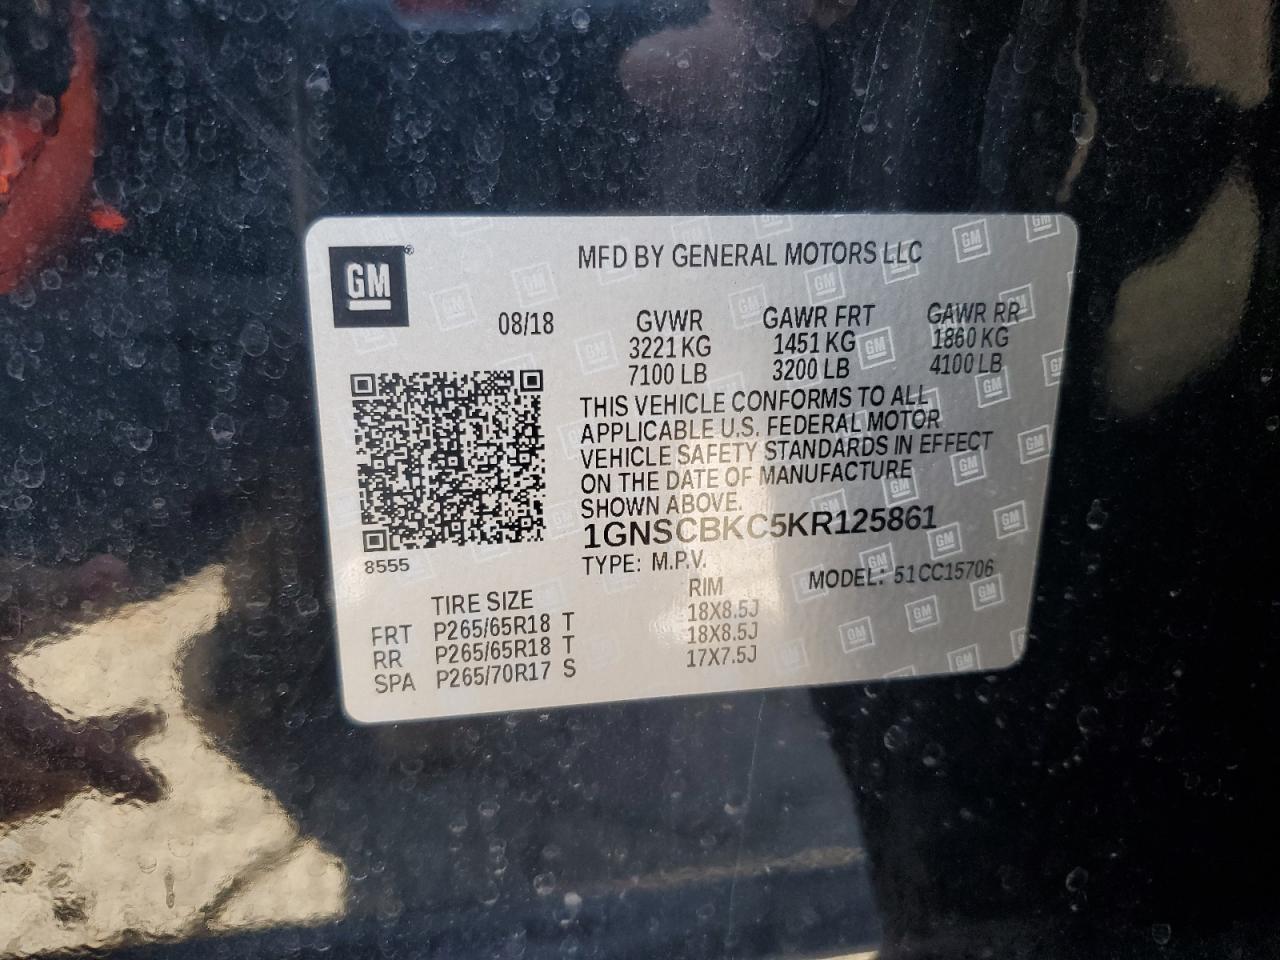 GM
MFD BY GENERAL MOTORS LLC
08/18 GVWR GAWR FRT GAWR RR
3221 KG 1451 KG 1860 KG
7100 LB 3200 LB 4100 LB
THIS VEHICLE CONFORMS TO ALL
APPLICABLE U.S. FEDERAL MOTOR
VEHICLE SAFETY STANDARDS IN EFFECT
ON THE DATE OF MANUFACTURE
SHOWN ABOVE.
1GNSCBKC5KR125861
8555
TYPE: M.P.V. MODEL: 51CC15706
TIRE SIZE RIM
FRT P265/65R18 T 18X8.5J
RR P265/65R18 T 18X8.5J
SPA P265/70R17 S 17X7.5J